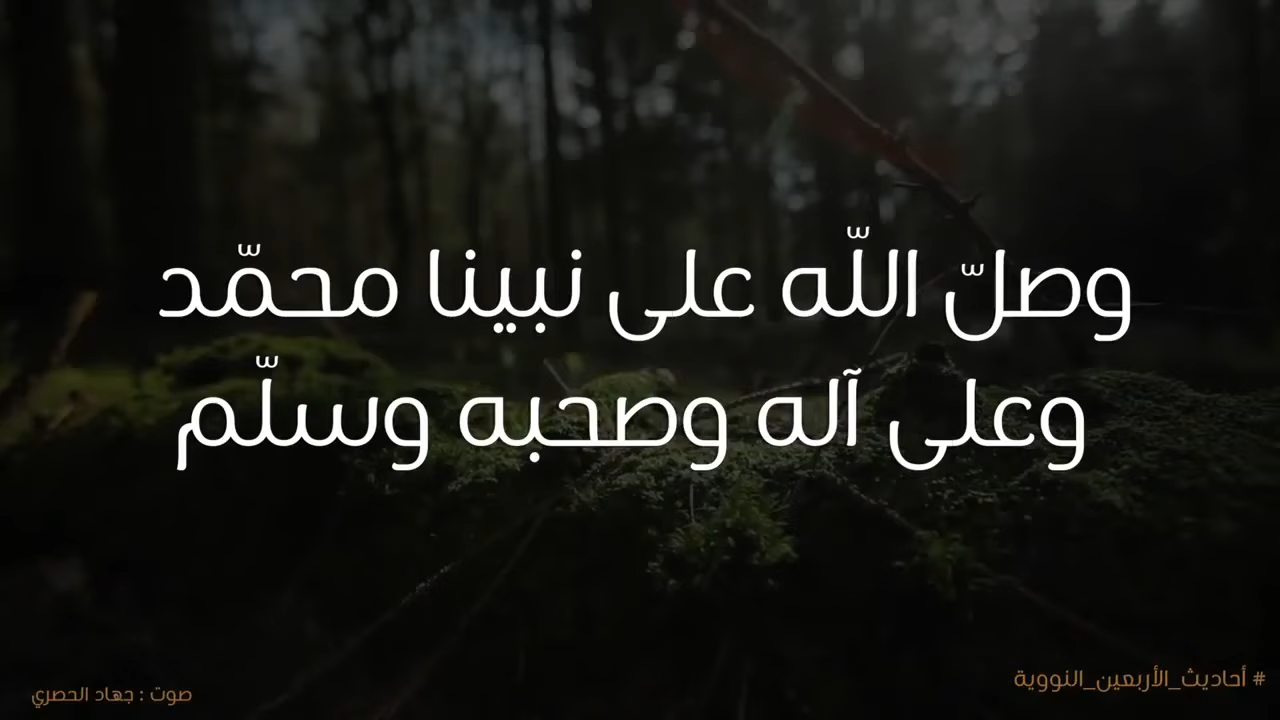 وصلّ اللّه على نبينا محمّد
وعلى آله وصحبه وسلّم
# أحاديث_الأربعين_النووية
صوت : جهاد الحصري